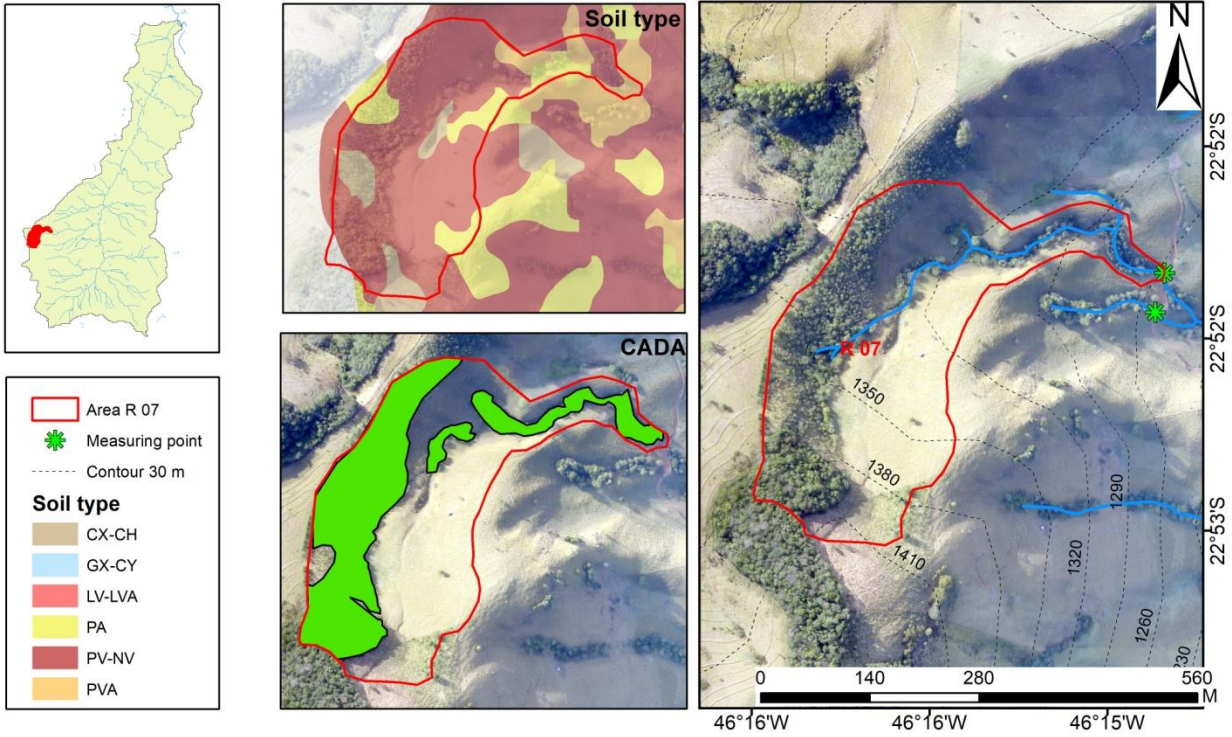 Soil type
CADA
N
R 07
1350
1380
1410
1320
1290
1260
230
0 140 280 560
M
22°52'S
22°52'S
22°53'S
46°16'W 46°16'W 46°15'W
Area R 07
Measuring point
Contour 30 m
Soil type
CX-CH
GX-CY
LV-LVA
PA
PV-NV
PVA